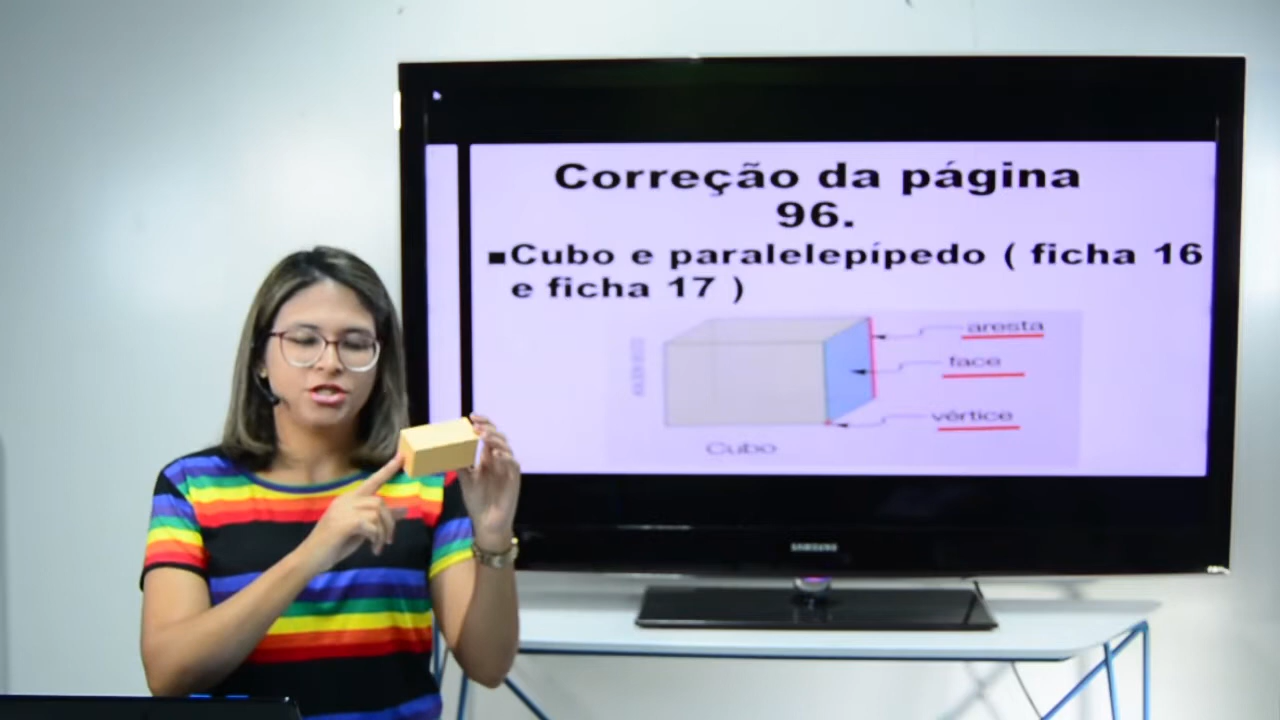 Correção da página
96.
▪Cubo e paralelepípedo ( ficha 16
e ficha 17 )
aresta
face
vértice
Cubo
SAMSUNG